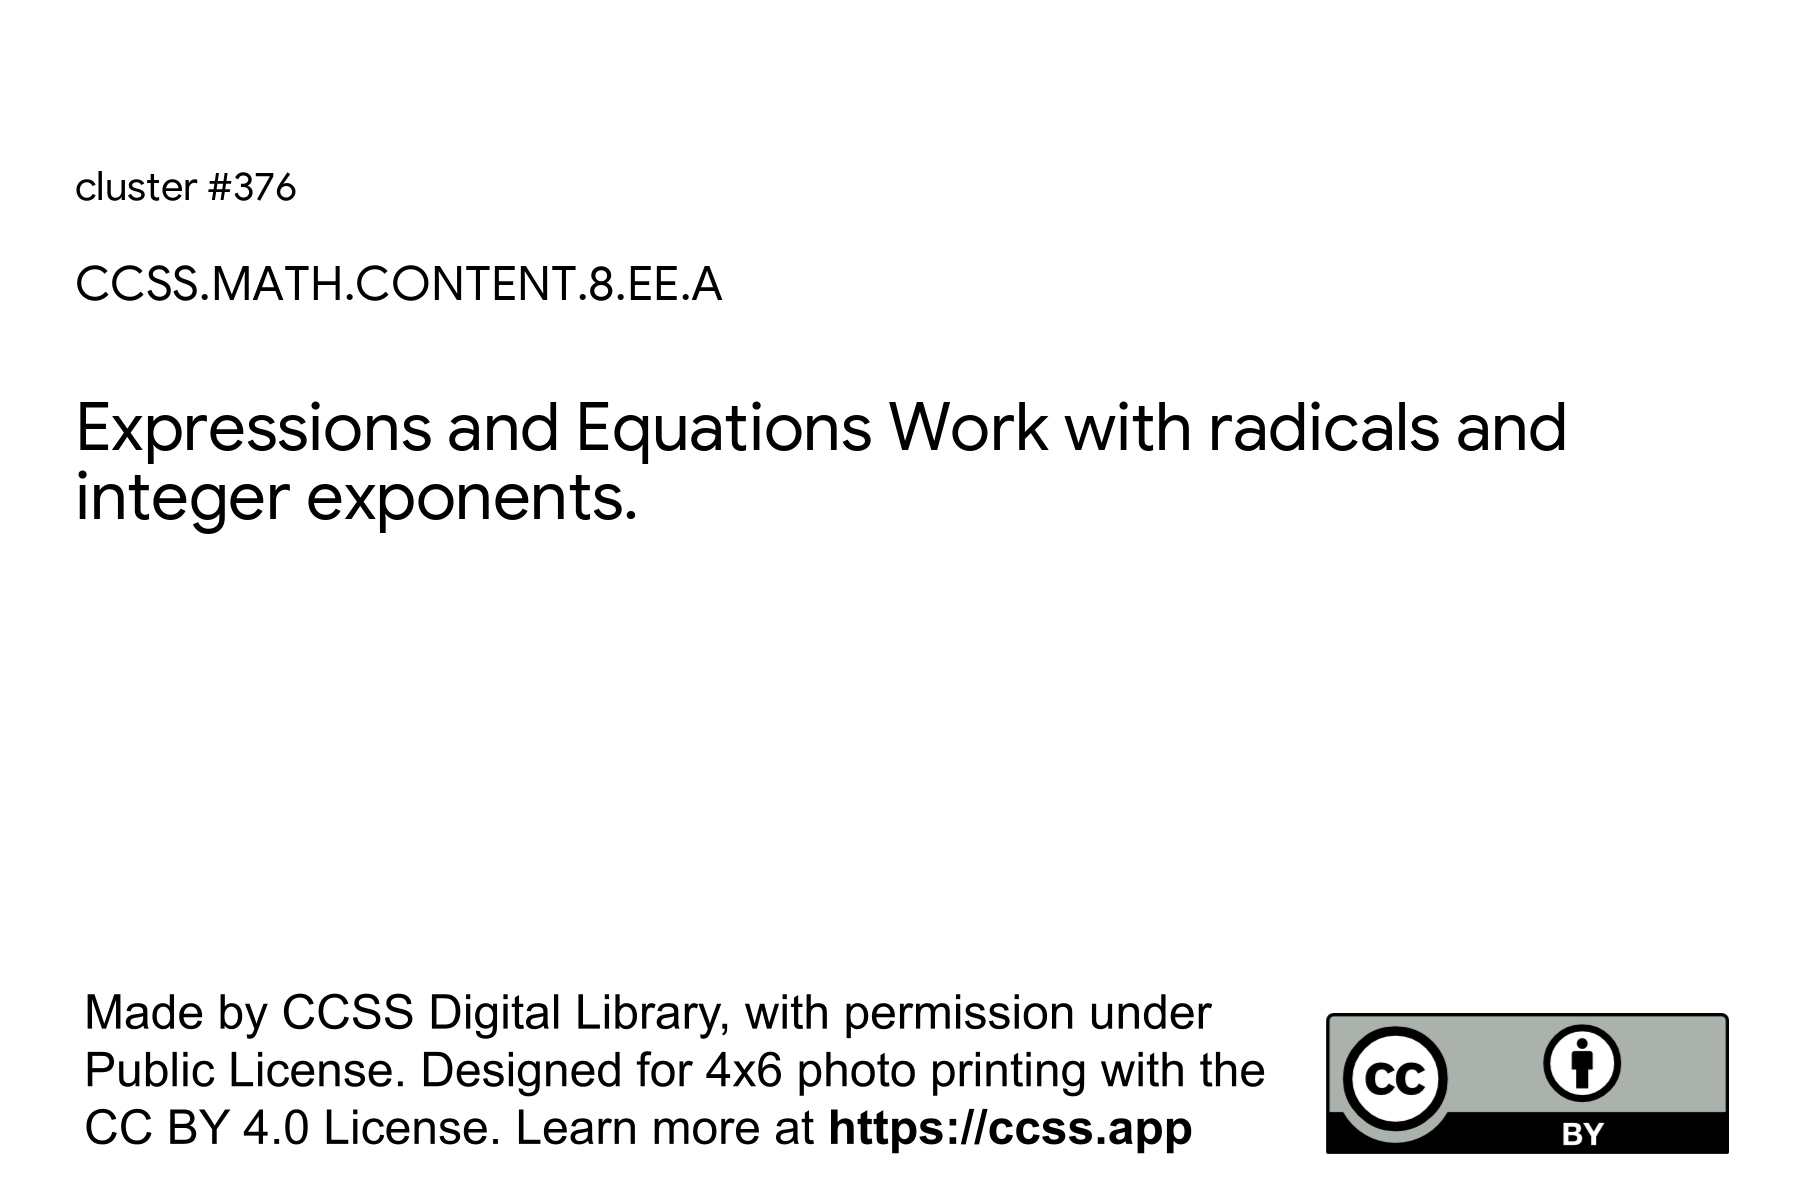 cluster #376
CCSS.MATH.CONTENT.8.EE.A
Expressions and Equations Work with radicals and
integer exponents.
Made by CCSS Digital Library, with permission under
Public License. Designed for 4x6 photo printing with the
CC BY 4.0 License. Learn more at https://ccss.app
CC
BY